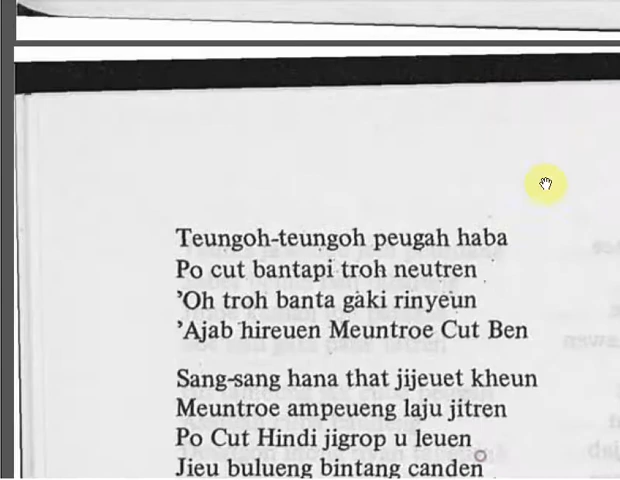 Teungoh-teungoh peugah haba
Po cut bantapi troh neutren
’Oh troh banta gaki rinyeun
’Ajab hireuen Meuntroe Cut Ben
Sang-sang hana that jijeuet kheun
Meuntroe ampeueng laju jitren
Po Cut Hindi jigrop u leuen
Jieu bulueng bintang canden